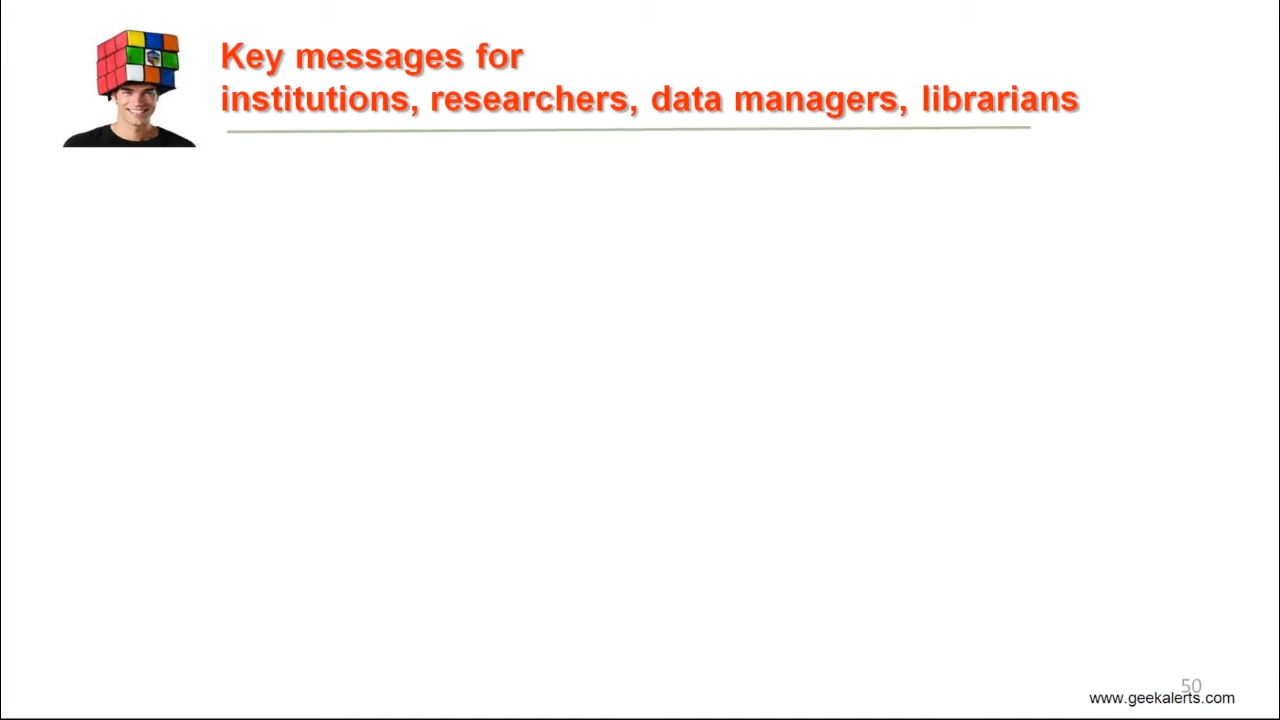 Key messages for
institutions, researchers, data managers, librarians
50
www.geekalerts.com